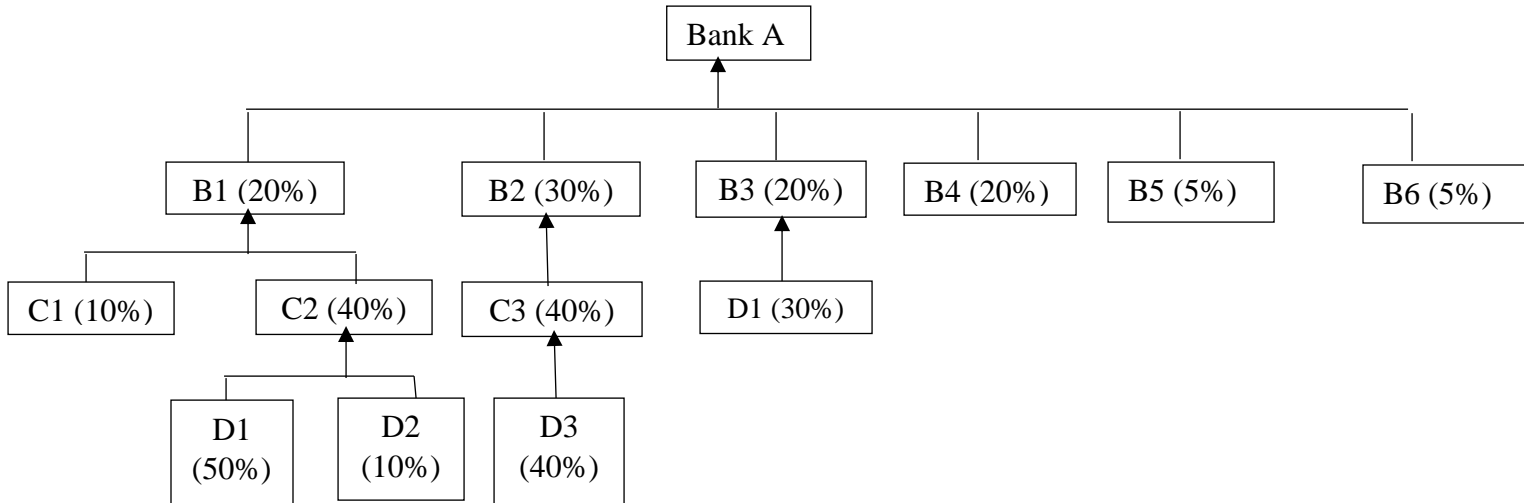 Bank A
B1 (20%)
B2 (30%)
B3 (20%)
B4 (20%)
B5 (5%)
B6 (5%)
C1 (10%)
C2 (40%)
C3 (40%)
D1 (30%)
D1
(50%)
D2
(10%)
D3
(40%)